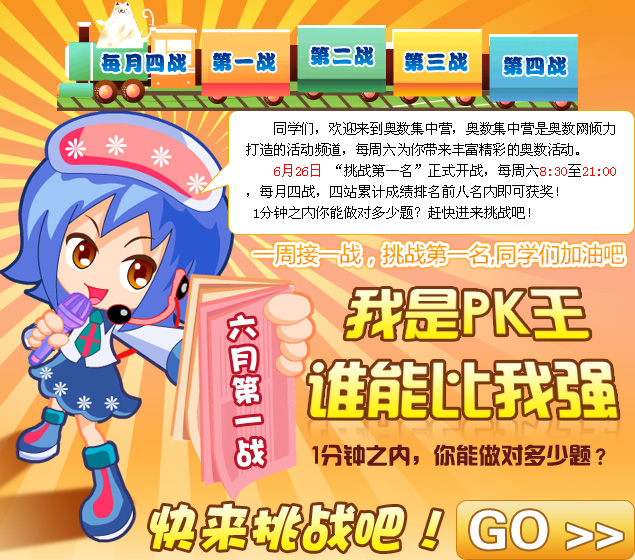 每月四战 第一战 第二战 第三战 第四战
同学们，欢迎来到奥数集中营，奥数集中营是奥数网倾力
打造的活动频道，每周六为你带来丰富精彩的奥数活动。
6月26日 “挑战第一名”正式开战，每周六8:30至21:00
，每月四战，四站累计成绩排名前八名内即可获奖！
1分钟之内你能做对多少题？赶快进来挑战吧！
一周接一战，挑战第一名,同学们加油吧
我是PK王
谁能比我强
六月第一战
1分钟之内，你能做对多少题？
快来挑战吧！
GO >>